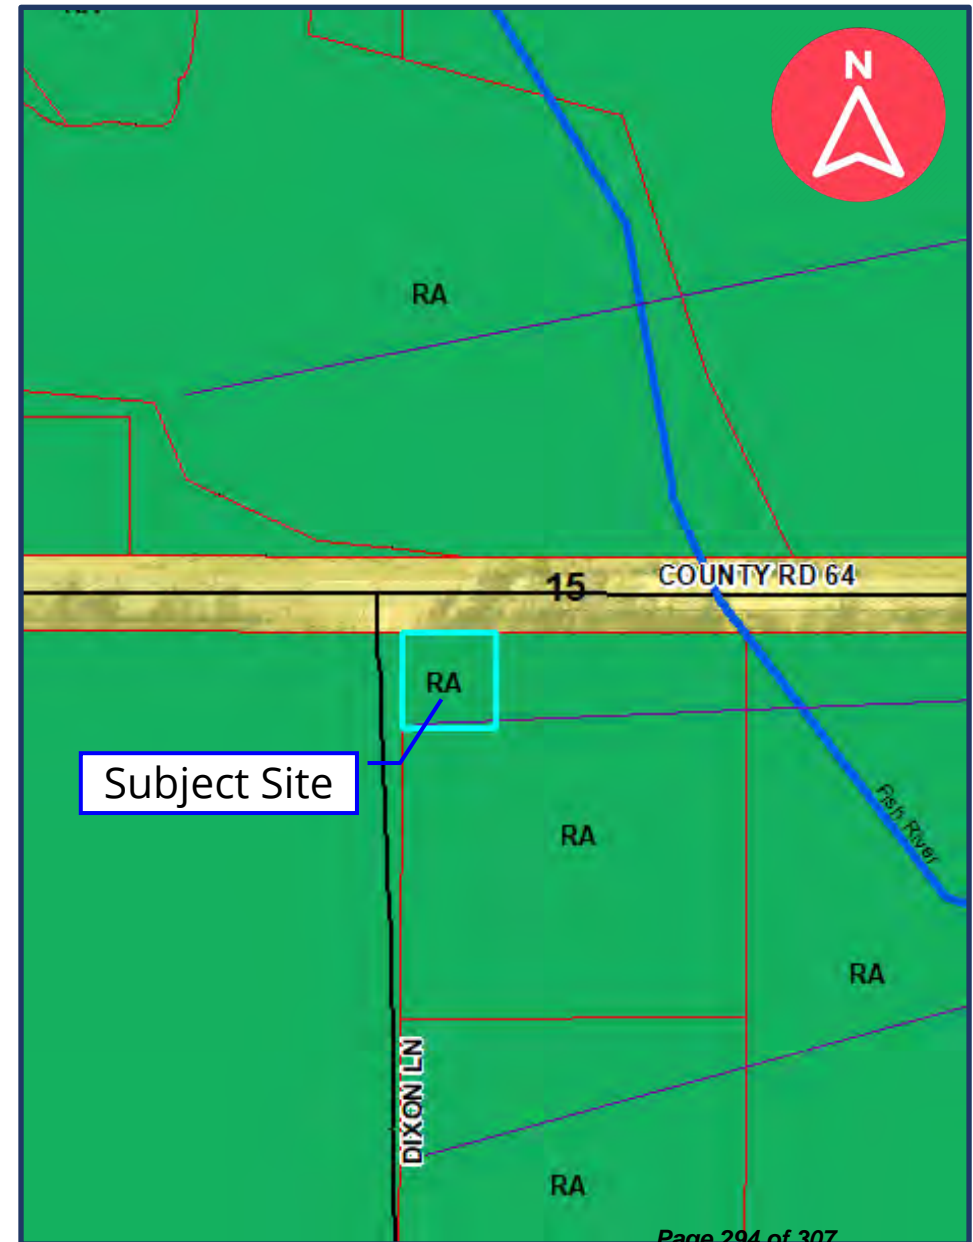 N
RA
15
COUNTY RD 64
RA
Subject Site
RA
Fish River
RA
DIXON LN
RA
Page 294 of 307